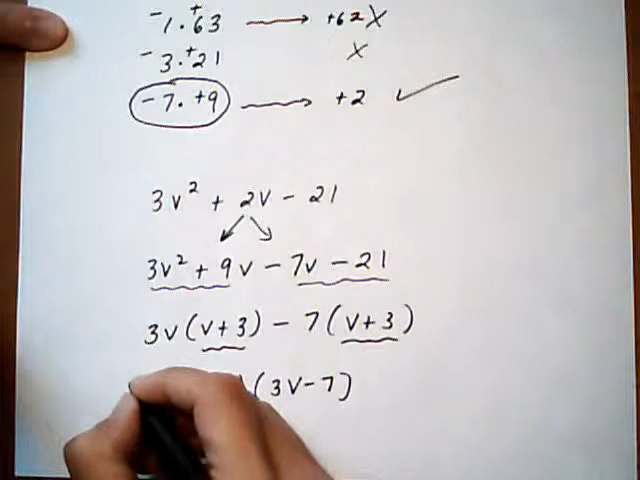 -1.+63 ⟶ +62 X
-3.+21 X
-7.+9 ⟶ +2 ✓
3v² + 2v - 21
3v² + 9v - 7v - 21
3v(v+3) - 7(v+3)
)(3v-7)